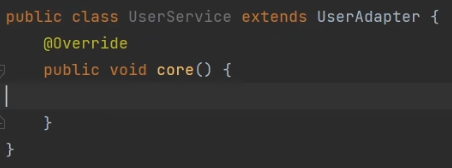 public class UserService extends UserAdapter {
@Override
public void core() {
}
}